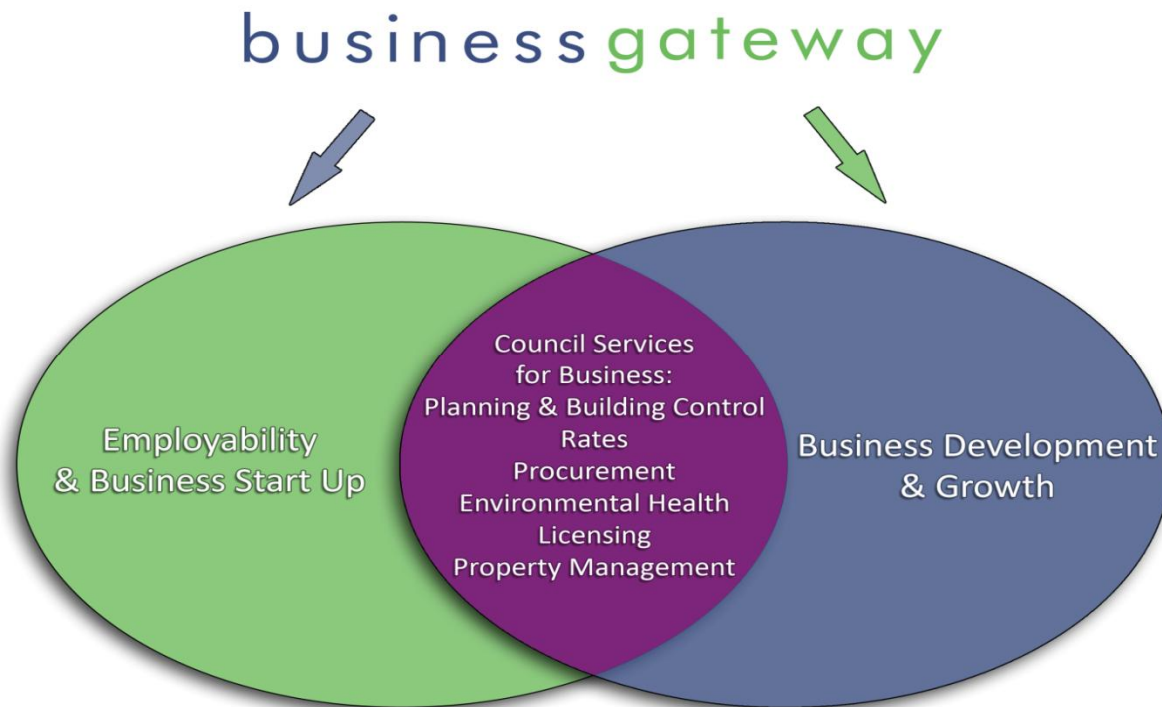 business gateway
Employability
& Business Start Up
Council Services
for Business:
Planning & Building Control
Rates
Procurement
Environmental Health
Licensing
Property Management
Business Development
& Growth